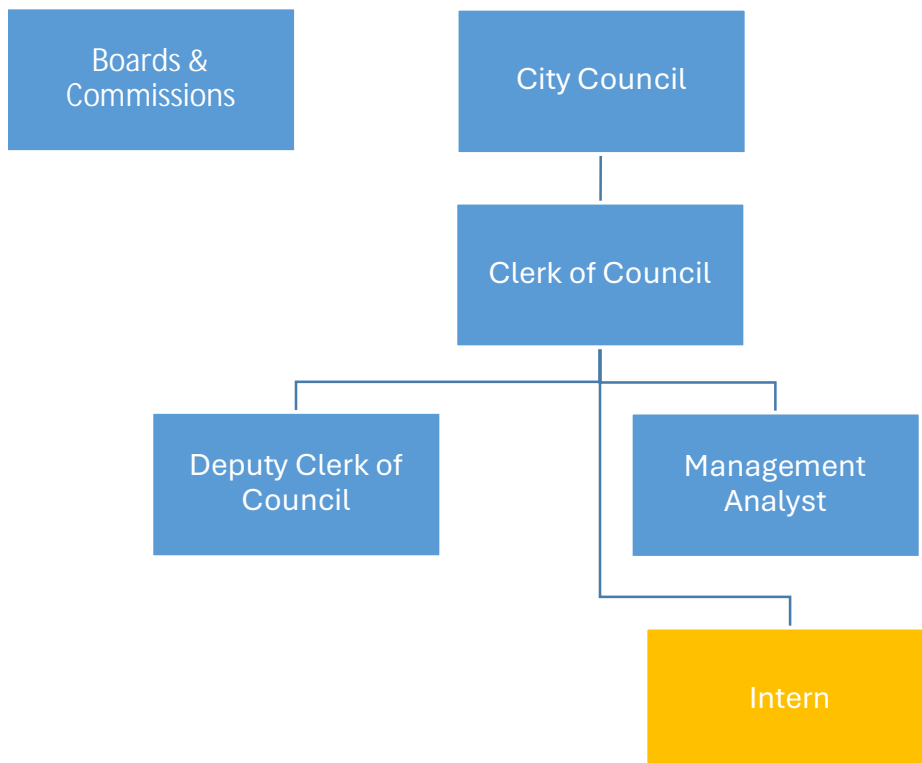 Boards &
Commissions
City Council
Clerk of Council
Deputy Clerk of
Council
Management
Analyst
Intern